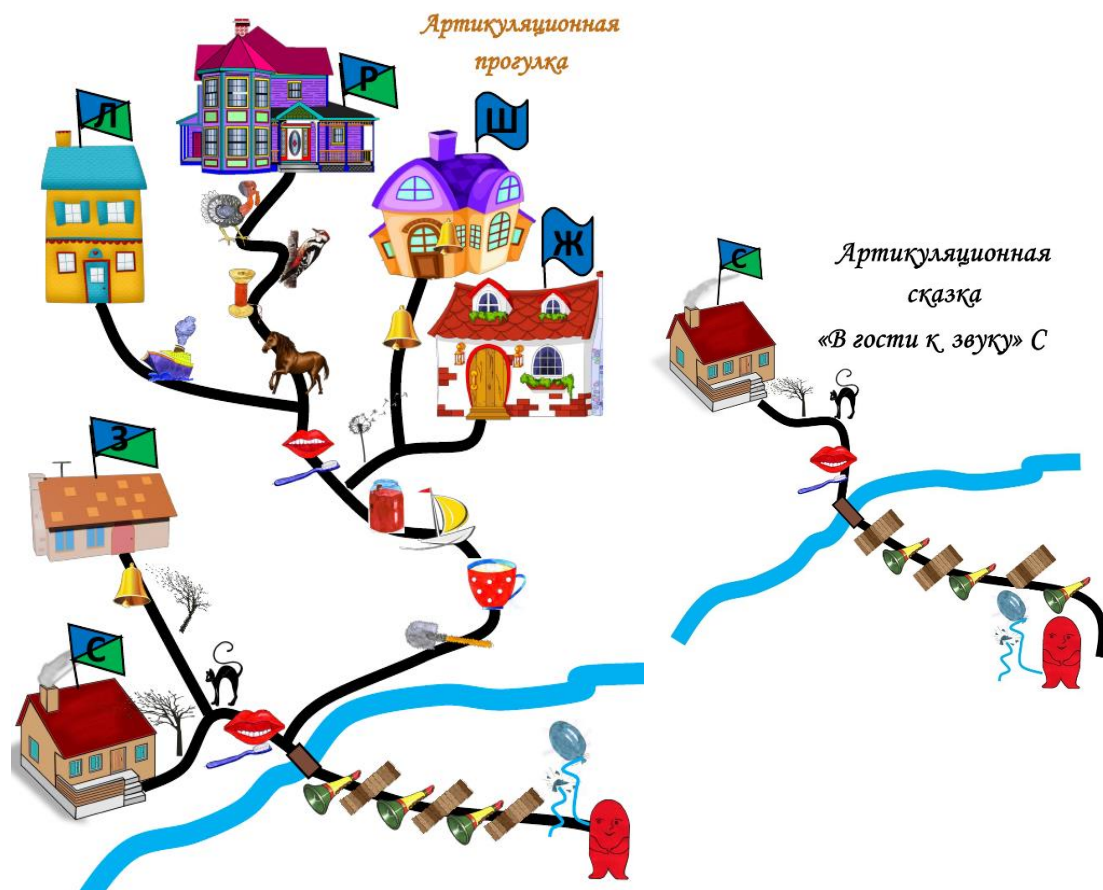 Артикуляционная
прогулка
Р
Л
Ш
Ж
З
С
С
Артикуляционная
сказка
«В гости к звуку» С